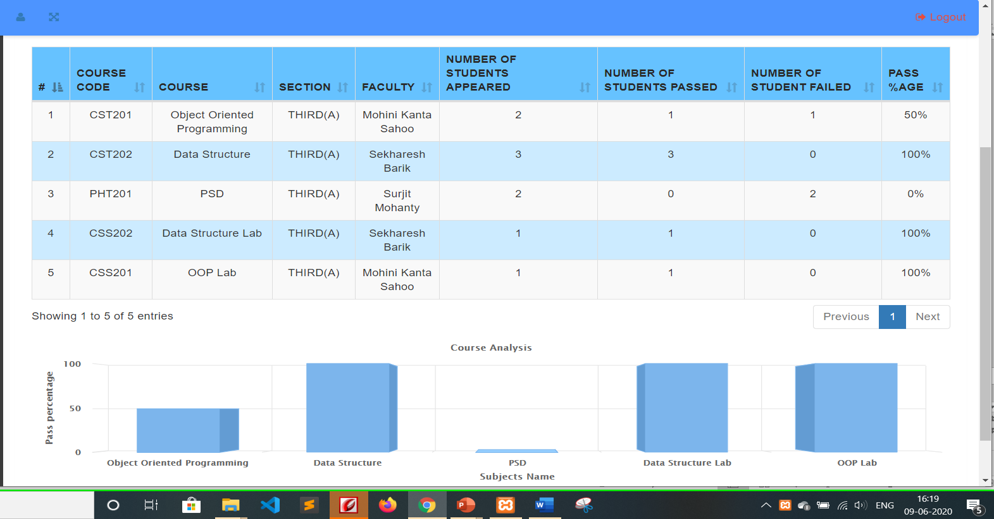 Logout
# COURSE CODE COURSE SECTION FACULTY NUMBER OF STUDENTS APPEARED NUMBER OF STUDENTS PASSED NUMBER OF STUDENT FAILED PASS %AGE
1 CST201 Object Oriented Programming THIRD(A) Mohini Kanta Sahoo 2 1 1 50%
2 CST202 Data Structure THIRD(A) Sekharesh Barik 3 3 0 100%
3 PHT201 PSD THIRD(A) Surjit Mohanty 2 0 2 0%
4 CSS202 Data Structure Lab THIRD(A) Sekharesh Barik 1 1 0 100%
5 CSS201 OOP Lab THIRD(A) Mohini Kanta Sahoo 1 1 0 100%
Showing 1 to 5 of 5 entries
Previous 1 Next
Course Analysis
Pass percentage
100
50
0
Object Oriented Programming Data Structure PSD Data Structure Lab OOP Lab
Subjects Name
ENG
16:19
09-06-2020
5